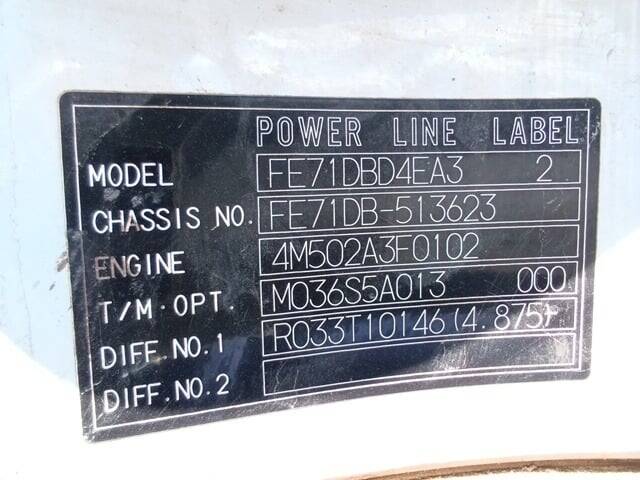 POWER LINE LABEL
MODEL FE71DBD4EA3 2
CHASSIS NO. FE71DB-513623
ENGINE 4M502A3F0102
T/M·OPT. M036S5A013 000
DIFF.NO.1 R033T10146(4.875)
DIFF.NO.2